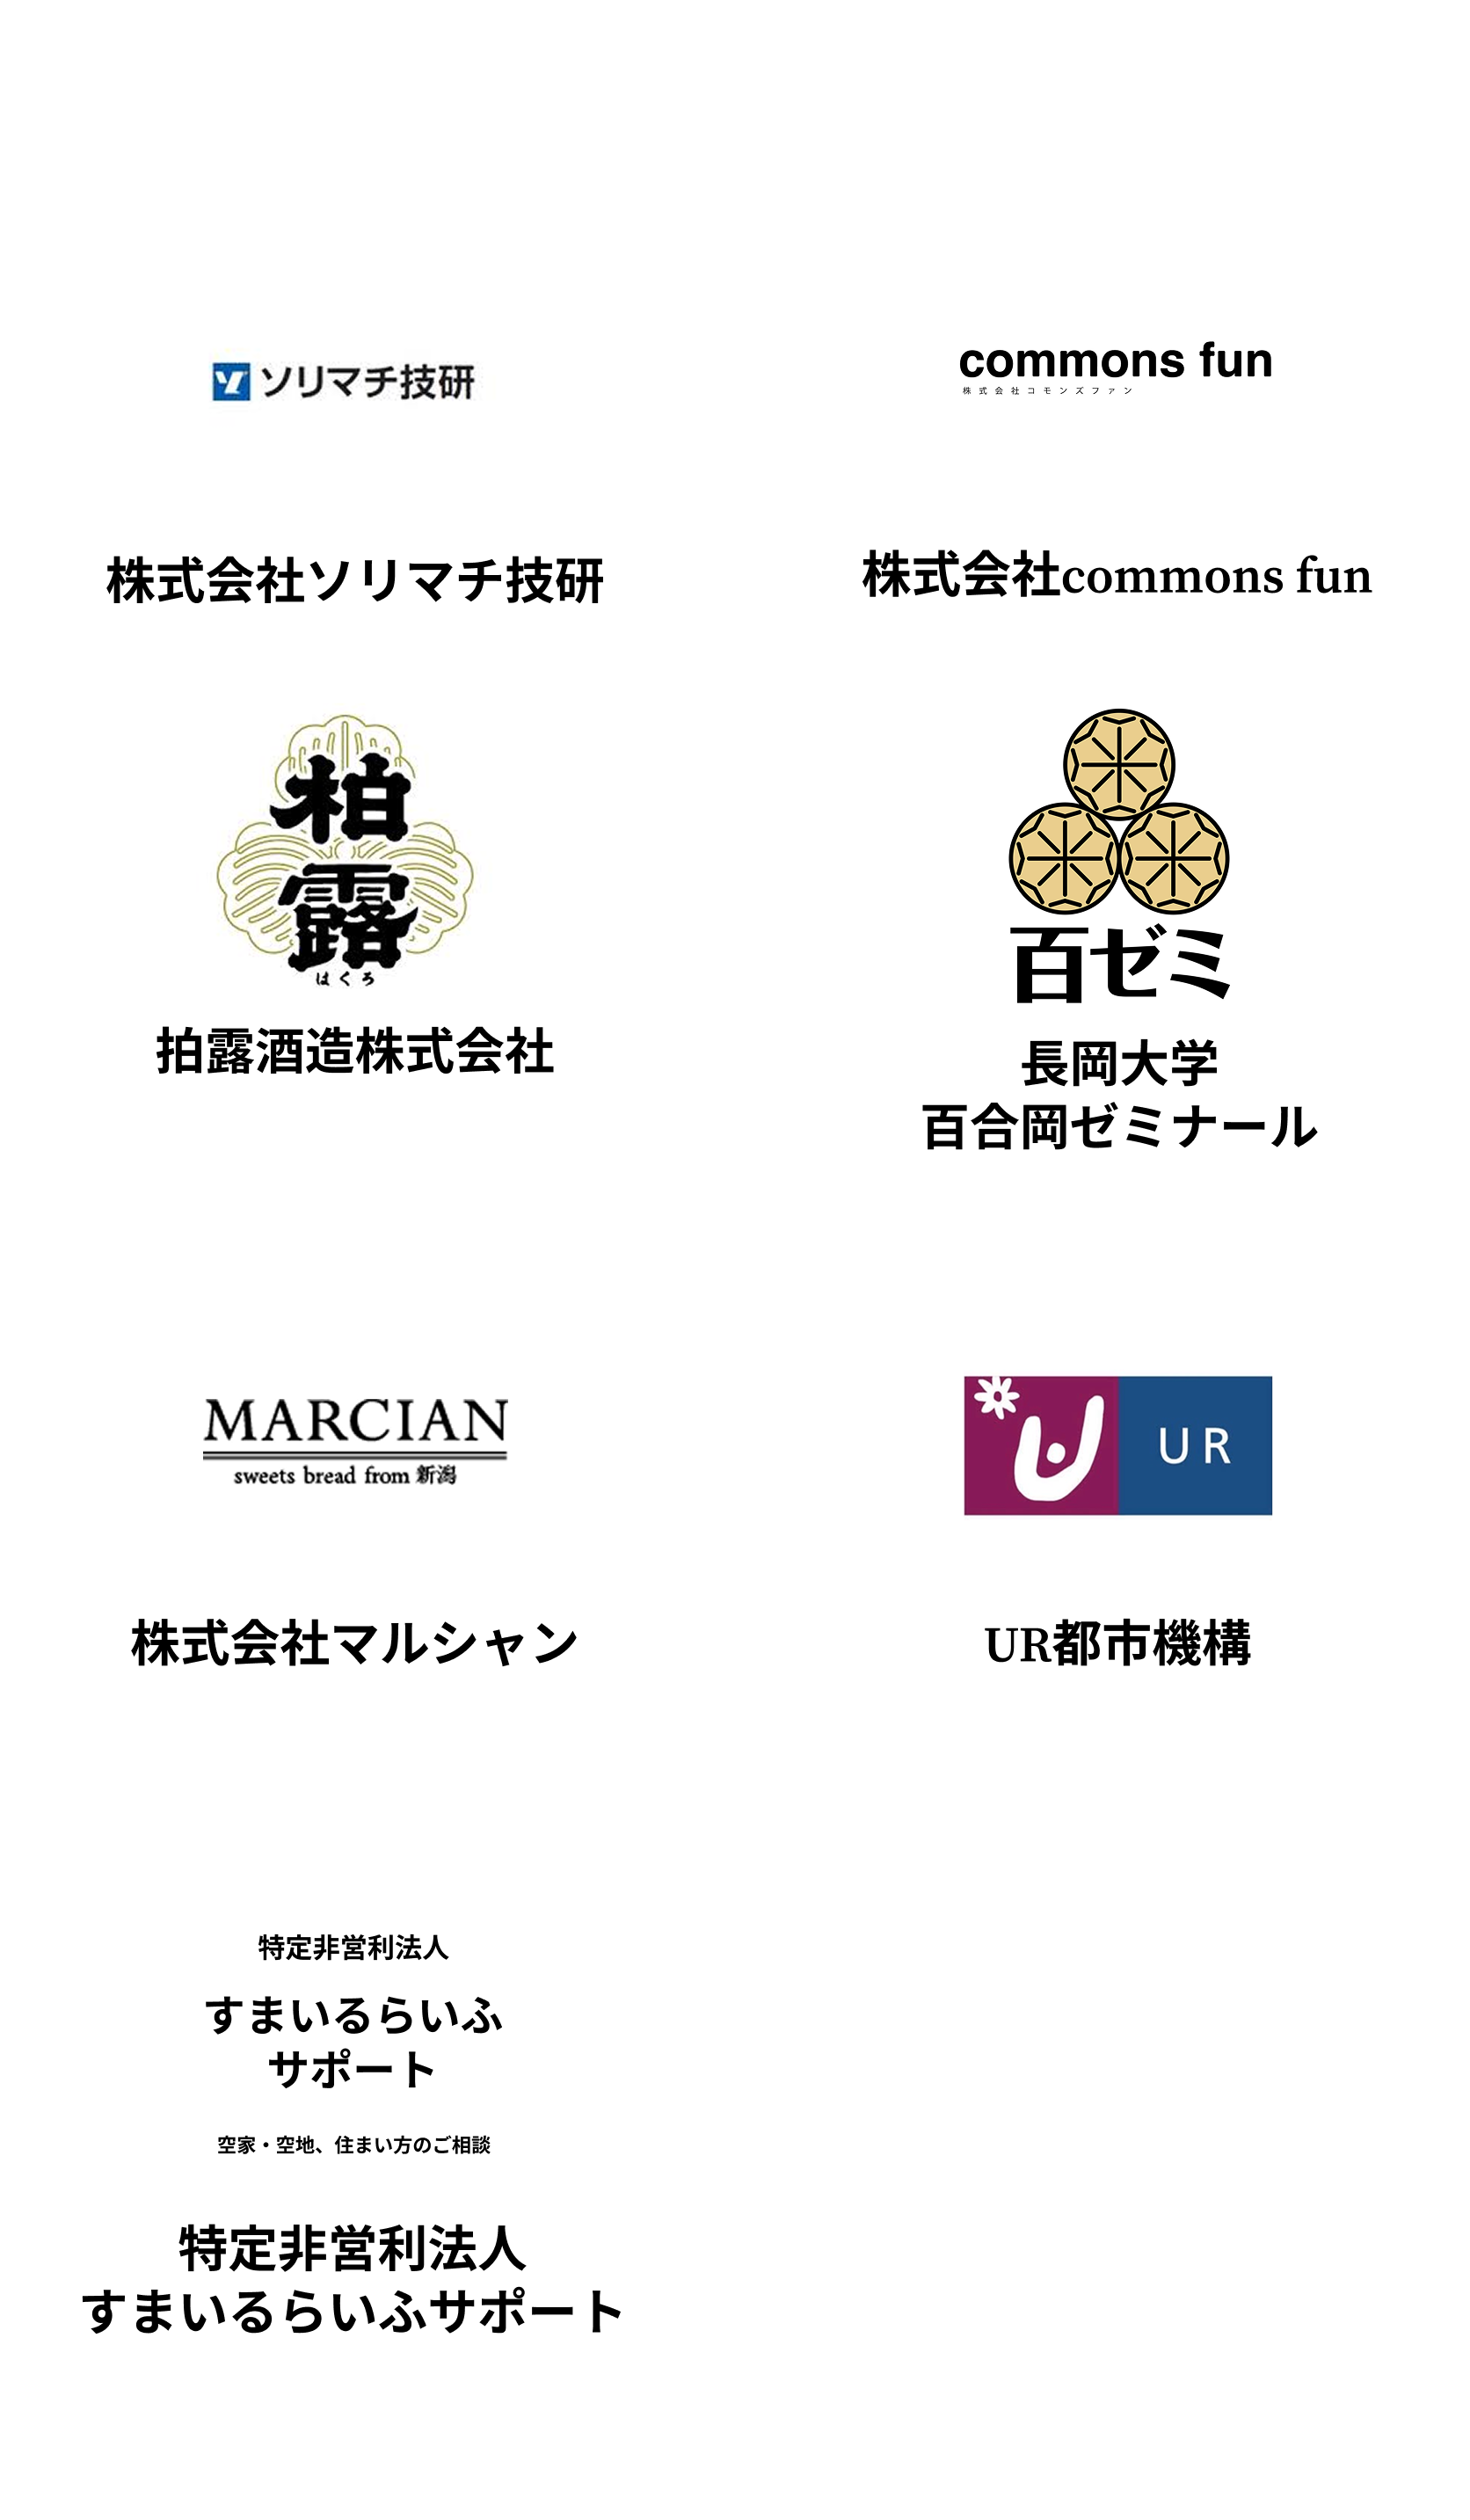 ソリマチ技研
commons fun
株式会社コモンズファン
株式会社ソリマチ技研
株式会社commons fun
柏
露
はくろ
百ゼミ
拍露酒造株式会社
長岡大学
百合岡ゼミナール
MARCIAN
sweets bread from 新潟
UR
株式会社マルシャン
UR都市機構
特定非営利法人
すまいるらいふ
サポート
空家・空地、住まい方のご相談
特定非営利法人
すまいるらいふサポート